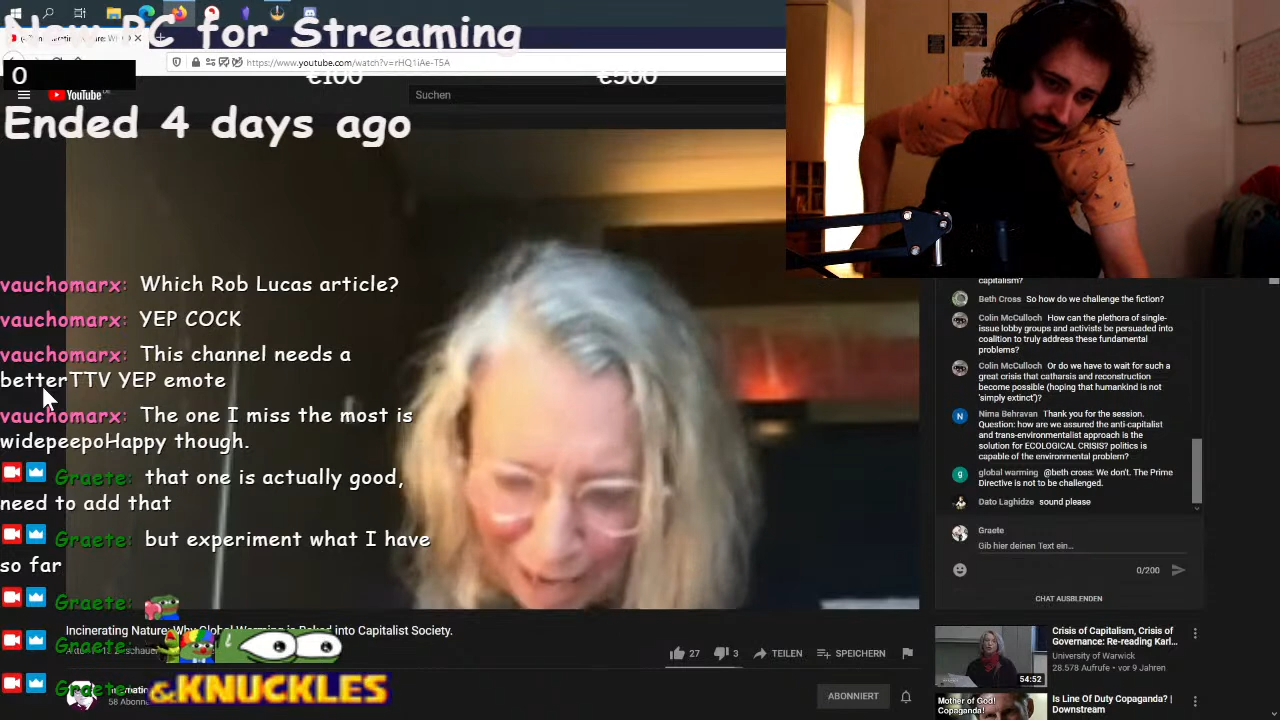 New PC for Streaming
https://www.youtube.com/watch?v=rHQ1iAe-T5A
0
€100
€500
YouTube
Suchen
Ended 4 days ago
vauchomarx: Which Rob Lucas article?
vauchomarx: YEP COCK
vauchomarx: This channel needs a
betterTTV YEP emote
vauchomarx: The one I miss the most is
widepeepoHappy though.
Graete: that one is actually good,
need to add that
Graete: but experiment what I have
so far
Graete:
Graete:
Graete: &KNUCKLES
Incinerating Nature: Why Global Warming is Baked into Capitalist Society.
27
3
TEILEN
SPEICHERN
58 Abonne
ABONNIERT
capitalism?
Beth Cross So how do we challenge the fiction?
Colin McCulloch How can the plethora of single-
issue lobby groups and activists be persuaded into
coalition to truly address these fundamental
problems?
Colin McCulloch Or do we have to wait for such a
great crisis that catharsis and reconstruction
become possible (hoping that humankind is not
'simply extinct')?
Nima Behravan Thank you for the session.
Question: how are we assured the anti-capitalist
and trans-environmentalist approach is the
solution for ECOLOGICAL CRISIS? politics is
capable of the environmental problem?
global warming @beth cross: We don't. The Prime
Directive is not to be challenged.
Dato Laghidze sound please
Graete
Gib hier deinen Text ein...
0/200
CHAT AUSBLENDEN
Crisis of Capitalism, Crisis of
Governance: Re-reading Karl...
University of Warwick
28.578 Aufrufe • vor 9 Jahren
54:52
Mother of God!
Copaganda!
Is Line Of Duty Copaganda? |
Downstream
Novara Media